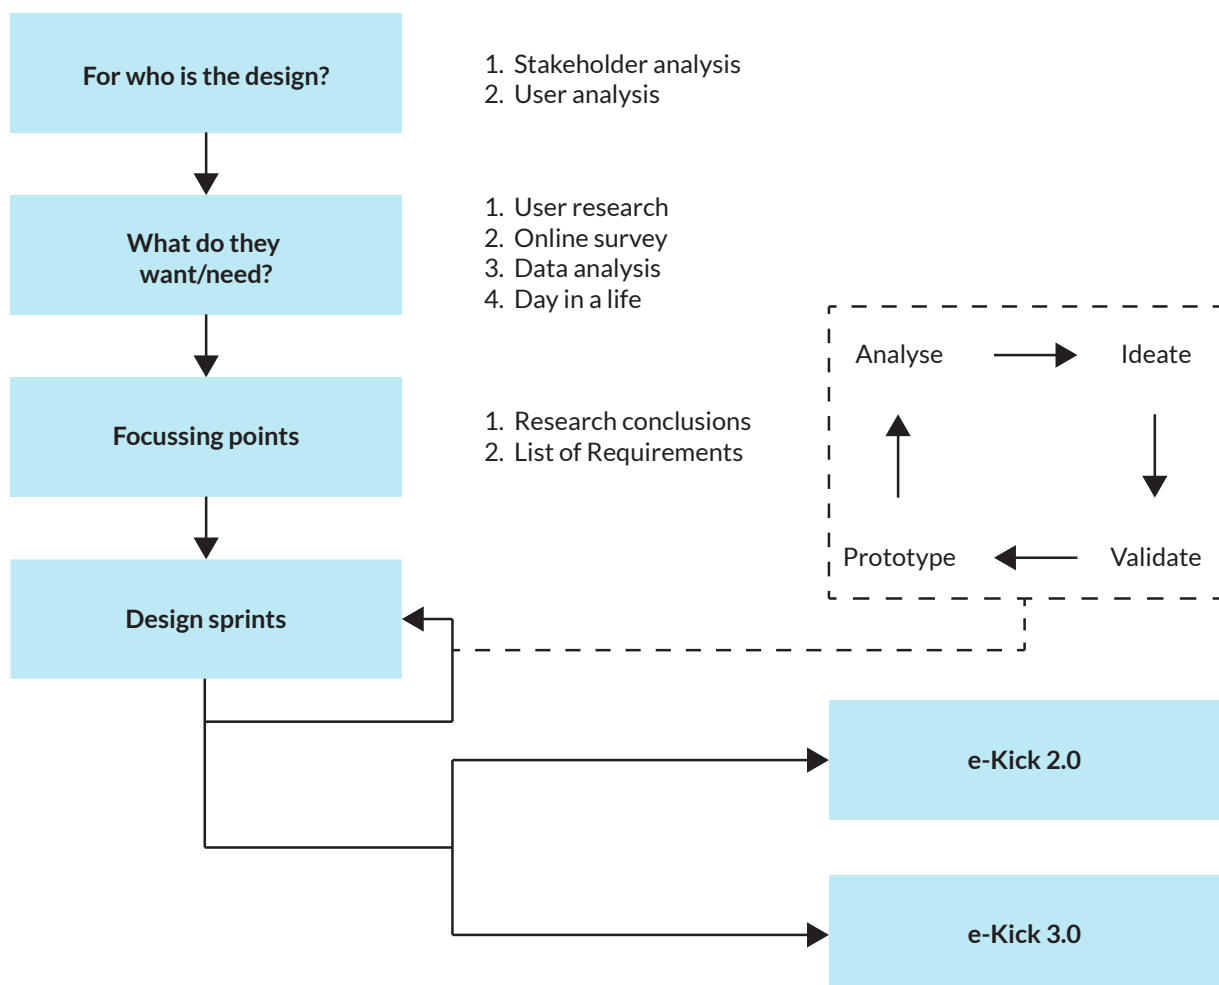 For who is the design?
1. Stakeholder analysis
2. User analysis
What do they
want/need?
1. User research
2. Online survey
3. Data analysis
4. Day in a life
Focussing points
1. Research conclusions
2. List of Requirements
Analyse
Ideate
Prototype
Validate
Design sprints
e-Kick 2.0
e-Kick 3.0